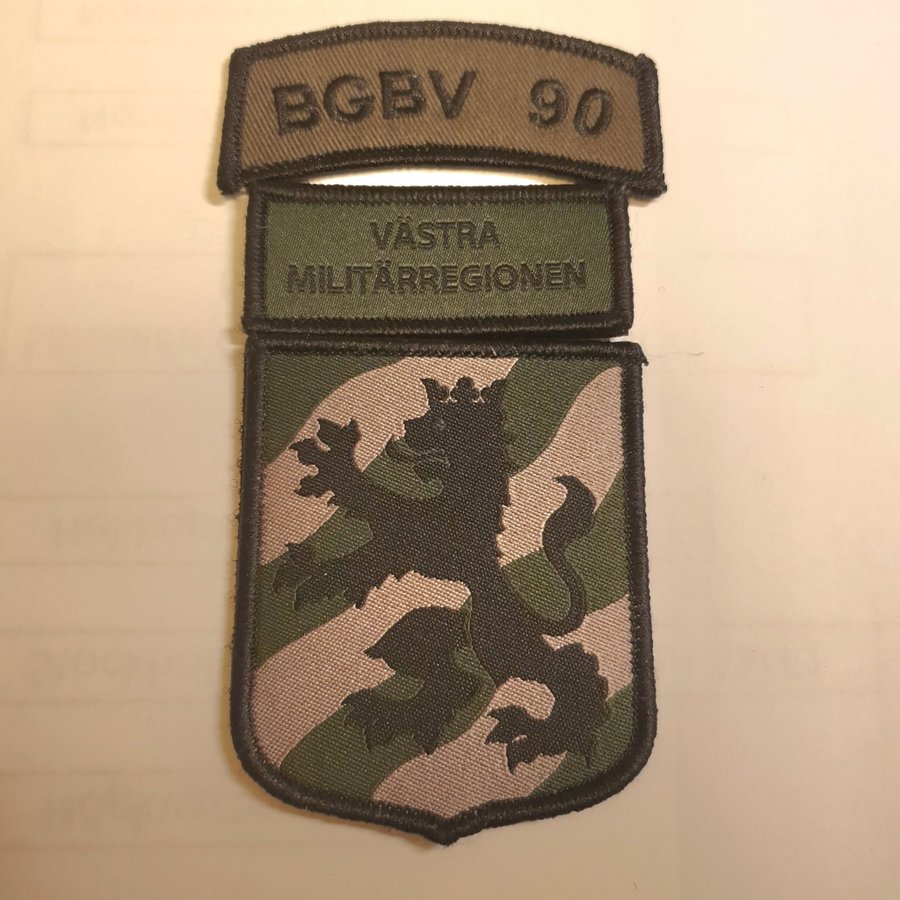 BGBV 90
VÄSTRA
MILITÄRREGIONEN